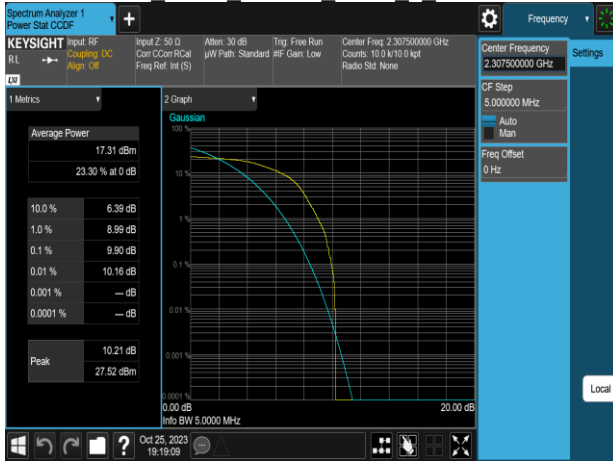 Spectrum Analyzer 1
Power Stat CCDF
Frequency
KEYSIGHT
RL
LXI
Input: RF
Coupling: DC
Align: Off
Input Z: 50 Ω
Corr CCorr RCal
Freq Ref: Int (S)
Atten: 30 dB
µW Path: Standard
Trig: Free Run
#IF Gain: Low
Center Freq: 2.307500000 GHz
Counts: 10.0 k/10.0 kpt
Radio Std: None
Center Frequency
2.307500000 GHz
Settings
CF Step
5.000000 MHz
Auto
Man
Freq Offset
0 Hz
Local
1 Metrics
Average Power
17.31 dBm
23.30 % at 0 dB
10.0 % 6.39 dB
1.0 % 8.99 dB
0.1 % 9.90 dB
0.01 % 10.16 dB
0.001 % --- dB
0.0001 % --- dB
Peak
10.21 dB
27.52 dBm
2 Graph
Gaussian
100 %
10 %
1 %
0.1 %
0.01 %
0.001 %
0.0001 %
0.00 dB
20.00 dB
Info BW 5.0000 MHz
?
Oct 25, 2023
19:19:09